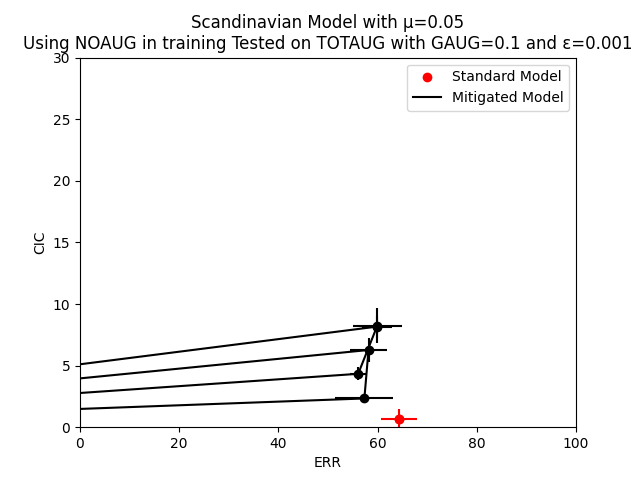 Scandinavian Model with μ=0.05
Using NOAUG in training Tested on TOTAUG with GAUG=0.1 and ε=0.001
30
25
20
15
10
5
0
CIC
Standard Model
Mitigated Model
0 20 40 60 80 100
ERR